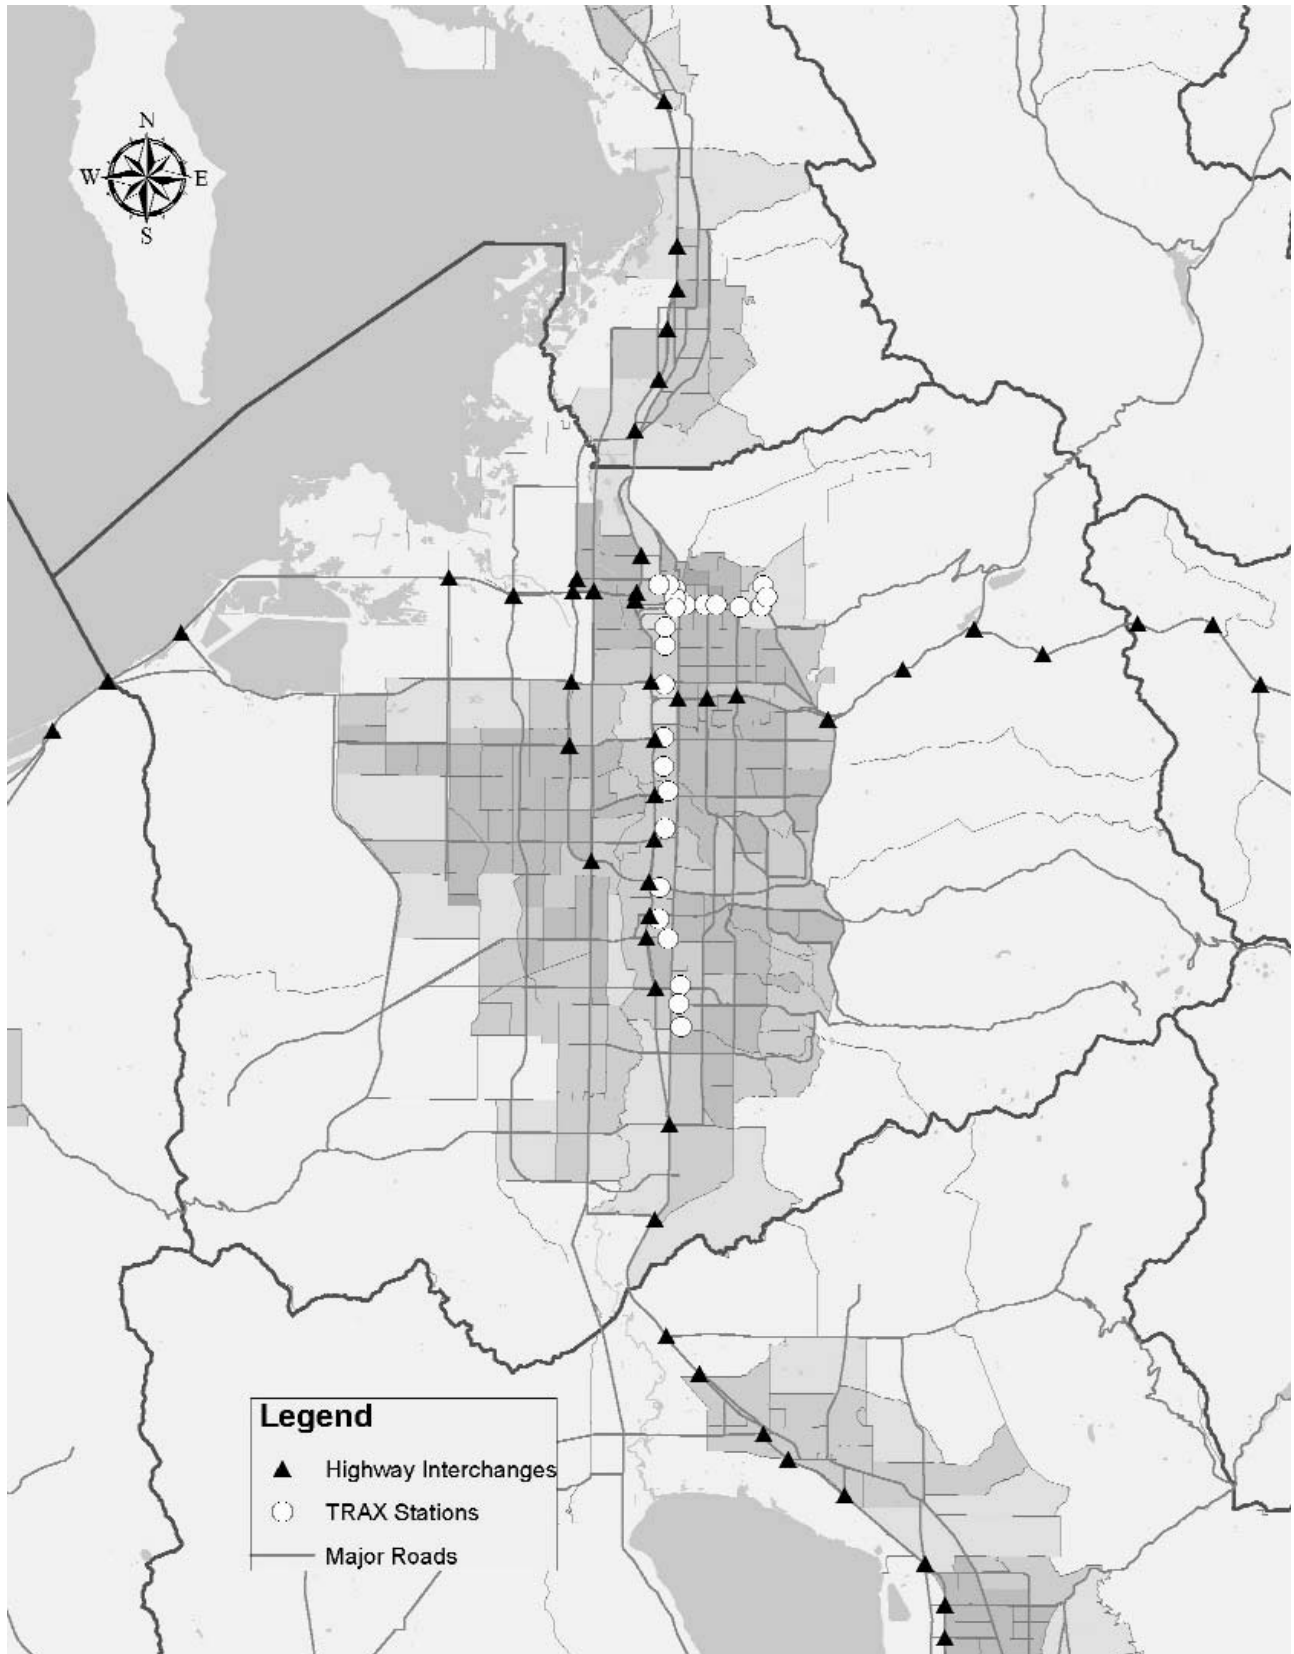 N
W E
S
Legend
Highway Interchanges
TRAX Stations
Major Roads